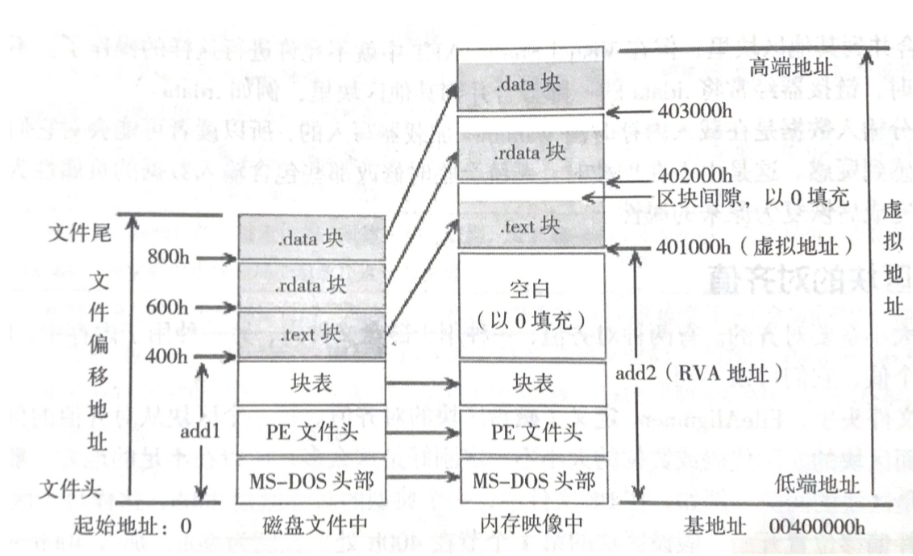 高端地址
.data 块
403000h
.rdata 块
402000h
区块间隙，以 0 填充
文件尾
.data 块
.text 块
401000h（虚拟地址）
虚拟地址
800h
.rdata 块
空白
（以 0 填充）
600h
文件偏移地址
.text 块
400h
块表
块表
add2（RVA 地址）
add1
PE 文件头
PE 文件头
文件头
MS-DOS 头部
MS-DOS 头部
低端地址
起始地址：0
磁盘文件中
内存映像中
基地址 00400000h